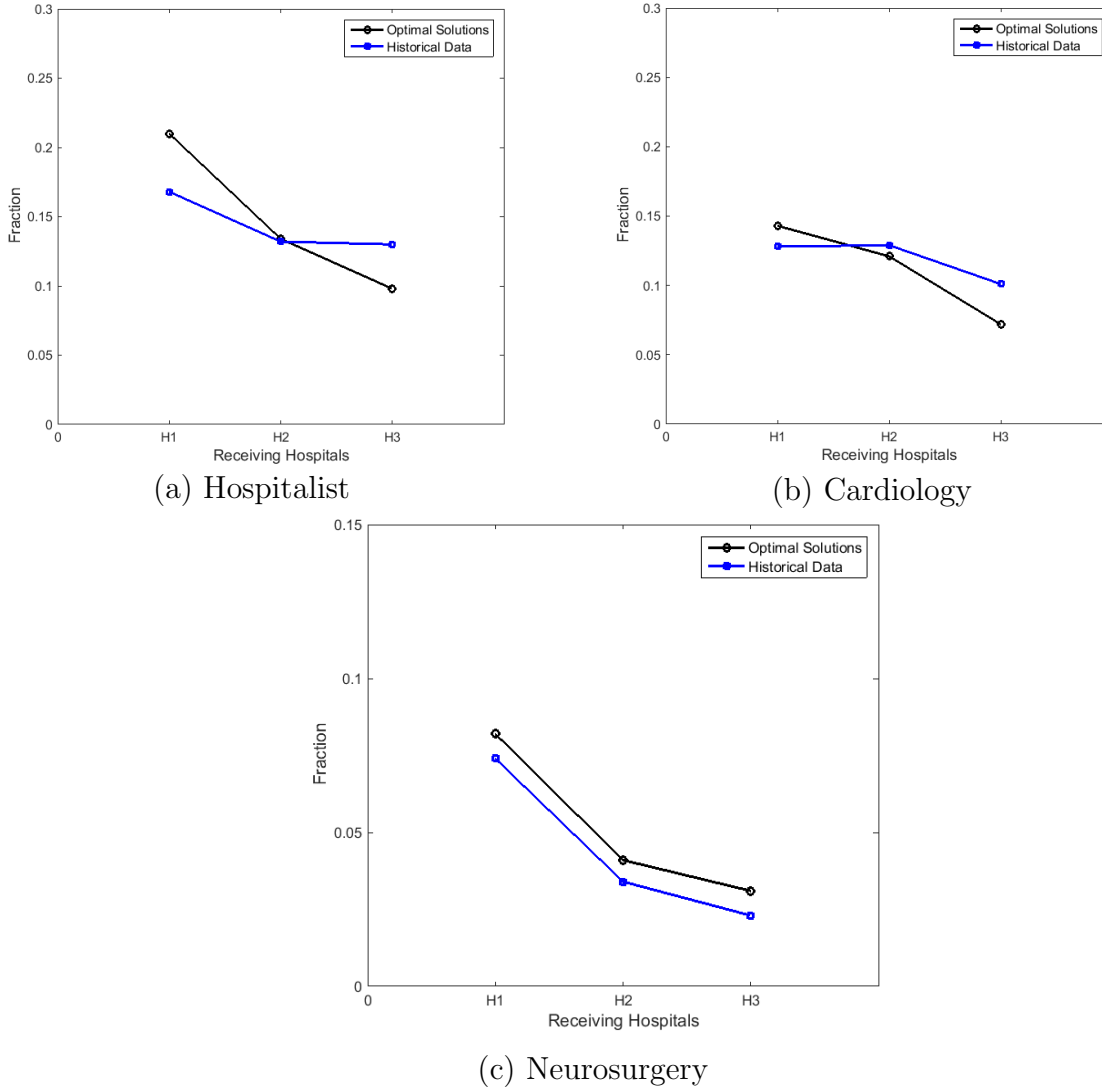 0.3
0.25
0.2
0.15
0.1
0.05
0
Fraction
Optimal Solutions
Historical Data
0 H1 H2 H3
Receiving Hospitals
(a) Hospitalist
0.3
0.25
0.2
0.15
0.1
0.05
0
Fraction
Optimal Solutions
Historical Data
0 H1 H2 H3
Receiving Hospitals
(b) Cardiology
0.15
0.1
0.05
0
Fraction
Optimal Solutions
Historical Data
0 H1 H2 H3
Receiving Hospitals
(c) Neurosurgery